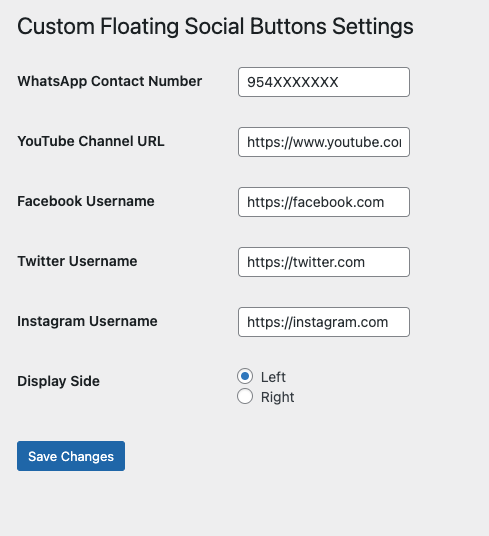 Custom Floating Social Buttons Settings
WhatsApp Contact Number 954XXXXXXX
YouTube Channel URL https://www.youtube.co
Facebook Username https://facebook.com
Twitter Username https://twitter.com
Instagram Username https://instagram.com
Display Side Left
Right
Save Changes